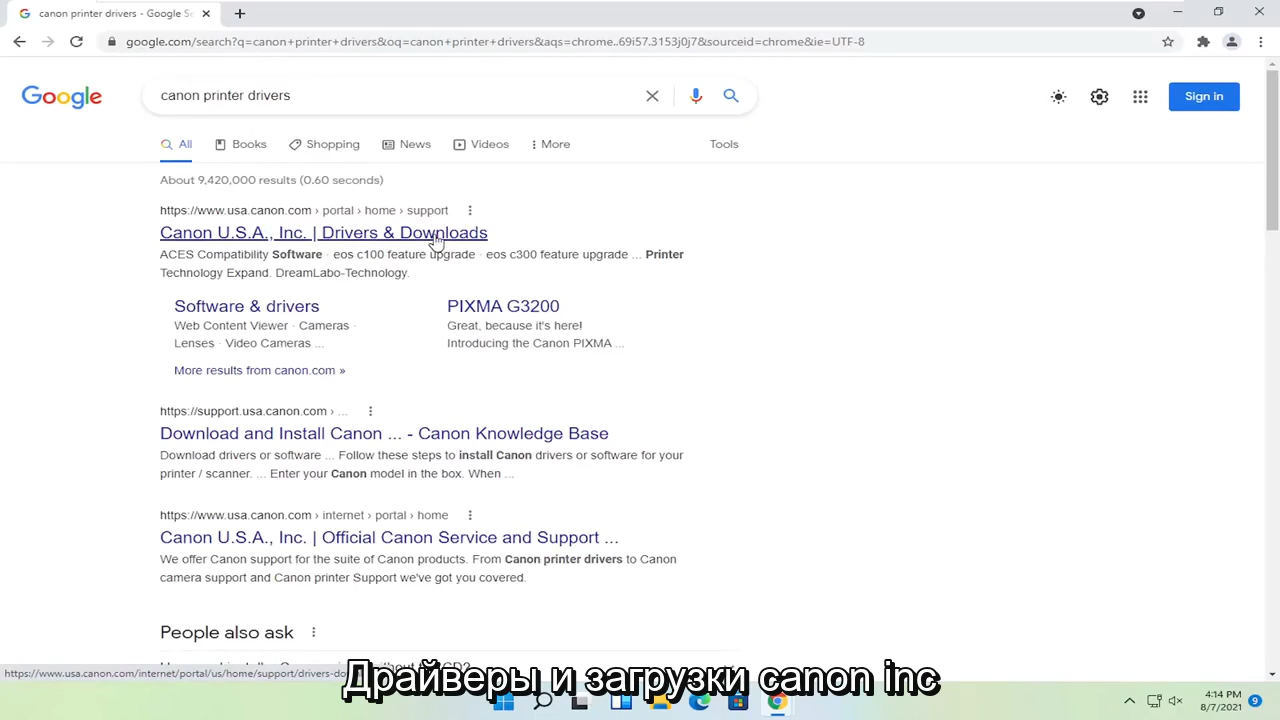 canon printer drivers - Google Se
google.com/search?q=canon+printer+drivers&oq=canon+printer+drivers&aqs=chrome..69i57.3153j0j7&sourceid=chrome&ie=UTF-8
Google
canon printer drivers
Sign in
All Books Shopping News Videos More Tools
About 9,420,000 results (0.60 seconds)
https://www.usa.canon.com › portal › home › support
Canon U.S.A., Inc. | Drivers & Downloads
ACES Compatibility Software · eos c100 feature upgrade · eos c300 feature upgrade ... Printer
Technology Expand. DreamLabo-Technology.
Software & drivers
Web Content Viewer · Cameras ·
Lenses · Video Cameras ...
PIXMA G3200
Great, because it's here!
Introducing the Canon PIXMA ...
More results from canon.com »
https://support.usa.canon.com › ...
Download and Install Canon ... - Canon Knowledge Base
Download drivers or software ... Follow these steps to install Canon drivers or software for your
printer / scanner. ... Enter your Canon model in the box. When ...
https://www.usa.canon.com › internet › portal › home
Canon U.S.A., Inc. | Official Canon Service and Support ...
We offer Canon support for the suite of Canon products. From Canon printer drivers to Canon
camera support and Canon printer Support we've got you covered.
People also ask
https://www.usa.canon.com/internet/portal/us/home/support/drivers-do
Драйверы и загрузки canon inc
4:14 PM
8/7/2021
9